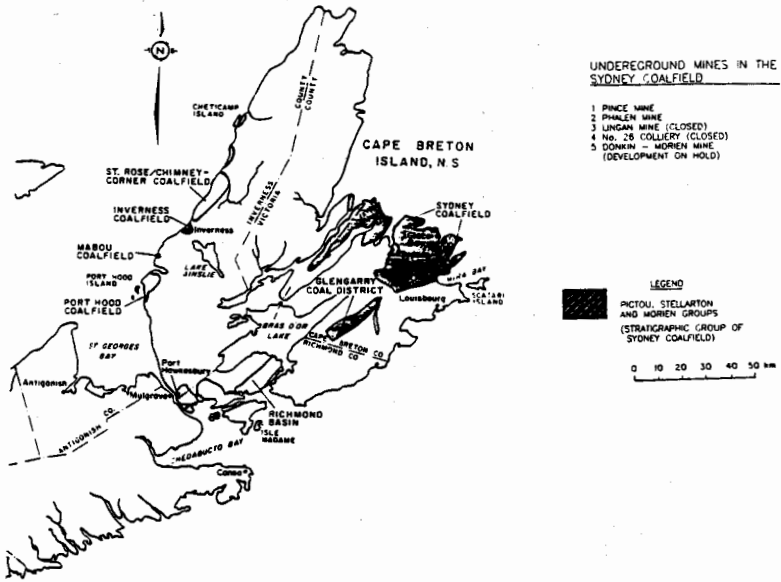 N
CHETICAMP
ISLAND
COUNTY
COUNTY
CAPE BRETON
ISLAND, N.S
ST. ROSE/CHIMNEY-
CORNER COALFIELD
INVERNESS
VICTORIA
INVERNESS
COALFIELD
Inverness
SYDNEY
COALFIELD
MABOU
COALFIELD
LAKE
AINSLIE
PORT HOOD
ISLAND
PORT HOOD
COALFIELD
GLENGARRY
COAL DISTRICT
MIRA BAY
Louisbourg
SCATARI
ISLAND
BRAS D'OR
LAKE
CAPE BRETON CO
RICHMOND CO
ST GEORGES
BAY
Port
Hawkesbury
Antigonish
Mulgrave
ANTIGONISH CO.
RICHMOND
BASIN
ISLE
MADAME
CHEDABUCTO BAY
Canso
UNDEREGROUND MINES IN THE
SYDNEY COALFIELD
1 PINCE MINE
2 PHALEN MINE
3 LINGAN MINE (CLOSED)
4 No. 26 COLLIERY (CLOSED)
5 DONKIN - MORIEN MINE
(DEVELOPMENT ON HOLD)
LEGEND
PICTOU, STELLARTON
AND MORIEN GROUPS
(STRATIGRAPHIC GROUP OF
SYDNEY COALFIELD)
0 10 20 30 40 50 km